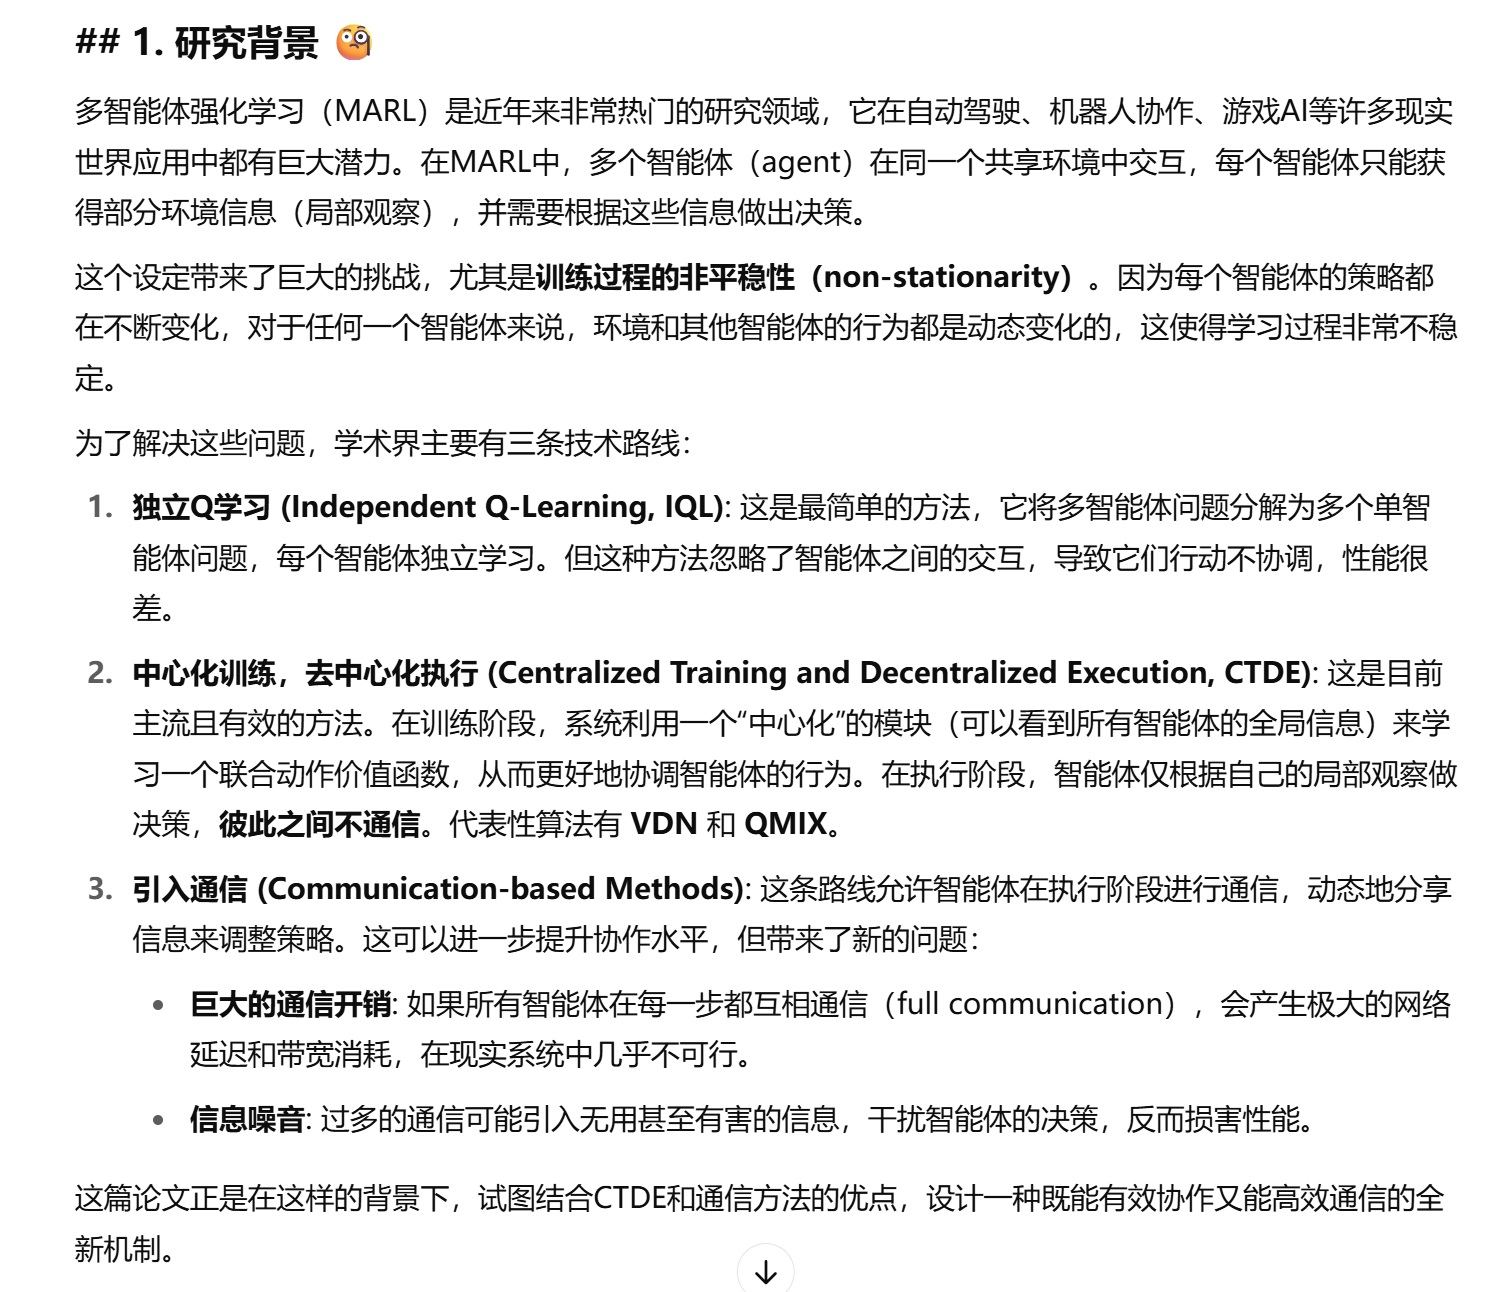 ## 1. 研究背景 🧐
多智能体强化学习（MARL）是近年来非常热门的研究领域，它在自动驾驶、机器人协作、游戏AI等许多现实
世界应用中都有巨大潜力。在MARL中，多个智能体（agent）在同一个共享环境中交互，每个智能体只能获
得部分环境信息（局部观察），并需要根据这些信息做出决策。
这个设定带来了巨大的挑战，尤其是训练过程的非平稳性（non-stationarity）。因为每个智能体的策略都
在不断变化，对于任何一个智能体来说，环境和其他智能体的行为都是动态变化的，这使得学习过程非常不稳
定。
为了解决这些问题，学术界主要有三条技术路线：
1. 独立Q学习 (Independent Q-Learning, IQL): 这是最简单的方法，它将多智能体问题分解为多个单智
能体问题，每个智能体独立学习。但这种方法忽略了智能体之间的交互，导致它们行动不协调，性能很
差。
2. 中心化训练，去中心化执行 (Centralized Training and Decentralized Execution, CTDE): 这是目前
主流且有效的方法。在训练阶段，系统利用一个“中心化”的模块（可以看到所有智能体的全局信息）来学
习一个联合动作价值函数，从而更好地协调智能体的行为。在执行阶段，智能体仅根据自己的局部观察做
决策，彼此之间不通信。代表性算法有 VDN 和 QMIX。
3. 引入通信 (Communication-based Methods): 这条路线允许智能体在执行阶段进行通信，动态地分享
信息来调整策略。这可以进一步提升协作水平，但带来了新的问题：
• 巨大的通信开销: 如果所有智能体在每一步都互相通信（full communication），会产生极大的网络
延迟和带宽消耗，在现实系统中几乎不可行。
• 信息噪音: 过多的通信可能引入无用甚至有害的信息，干扰智能体的决策，反而损害性能。
这篇论文正是在这样的背景下，试图结合CTDE和通信方法的优点，设计一种既能有效协作又能高效通信的全
新机制。